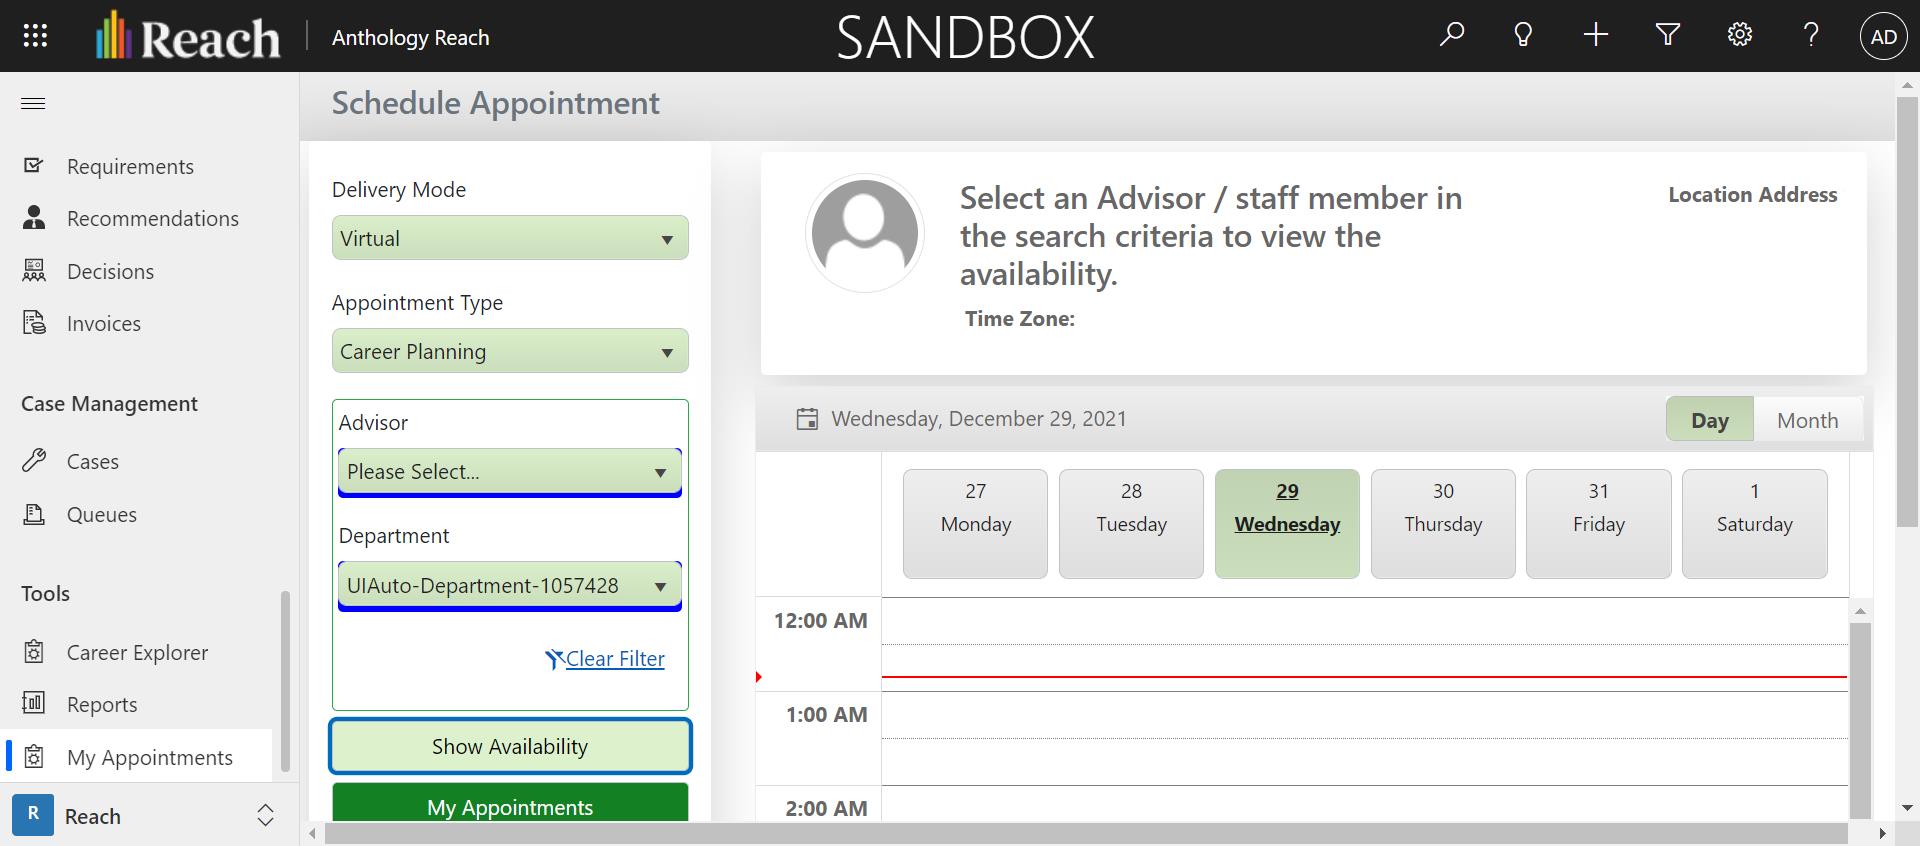 Reach
Anthology Reach
SANDBOX
AD
Requirements
Recommendations
Decisions
Invoices
Case Management
Cases
Queues
Tools
Career Explorer
Reports
My Appointments
R
Reach
Schedule Appointment
Delivery Mode
Virtual
Appointment Type
Career Planning
Advisor
Please Select...
Department
UIAuto-Department-1057428
Clear Filter
Show Availability
My Appointments
Select an Advisor / staff member in
the search criteria to view the
availability.
Time Zone:
Location Address
Wednesday, December 29, 2021
Day
Month
27
Monday
28
Tuesday
29
Wednesday
30
Thursday
31
Friday
1
Saturday
12:00 AM
1:00 AM
2:00 AM